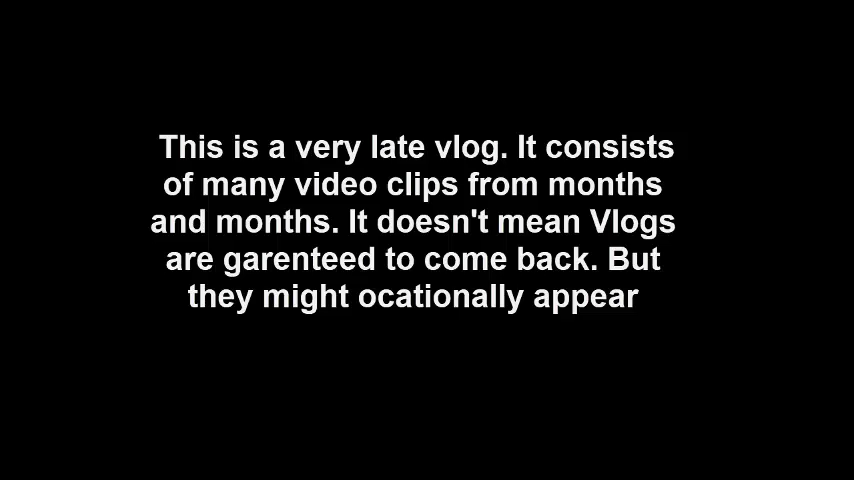 This is a very late vlog. It consists
of many video clips from months
and months. It doesn't mean Vlogs
are garenteed to come back. But
they might ocationally appear